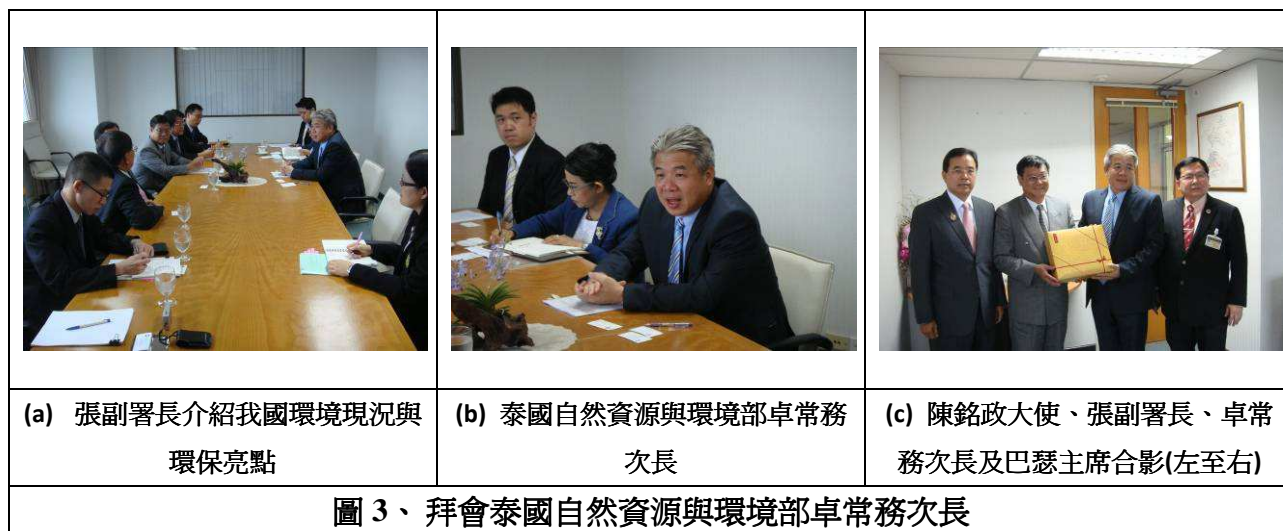 (a) 張副署長介紹我國環境現況與
環保亮點
(b) 泰國自然資源與環境部卓常務
次長
(c) 陳銘政大使、張副署長、卓常
務次長及巴瑟主席合影(左至右)
圖 3、 拜會泰國自然資源與環境部卓常務次長